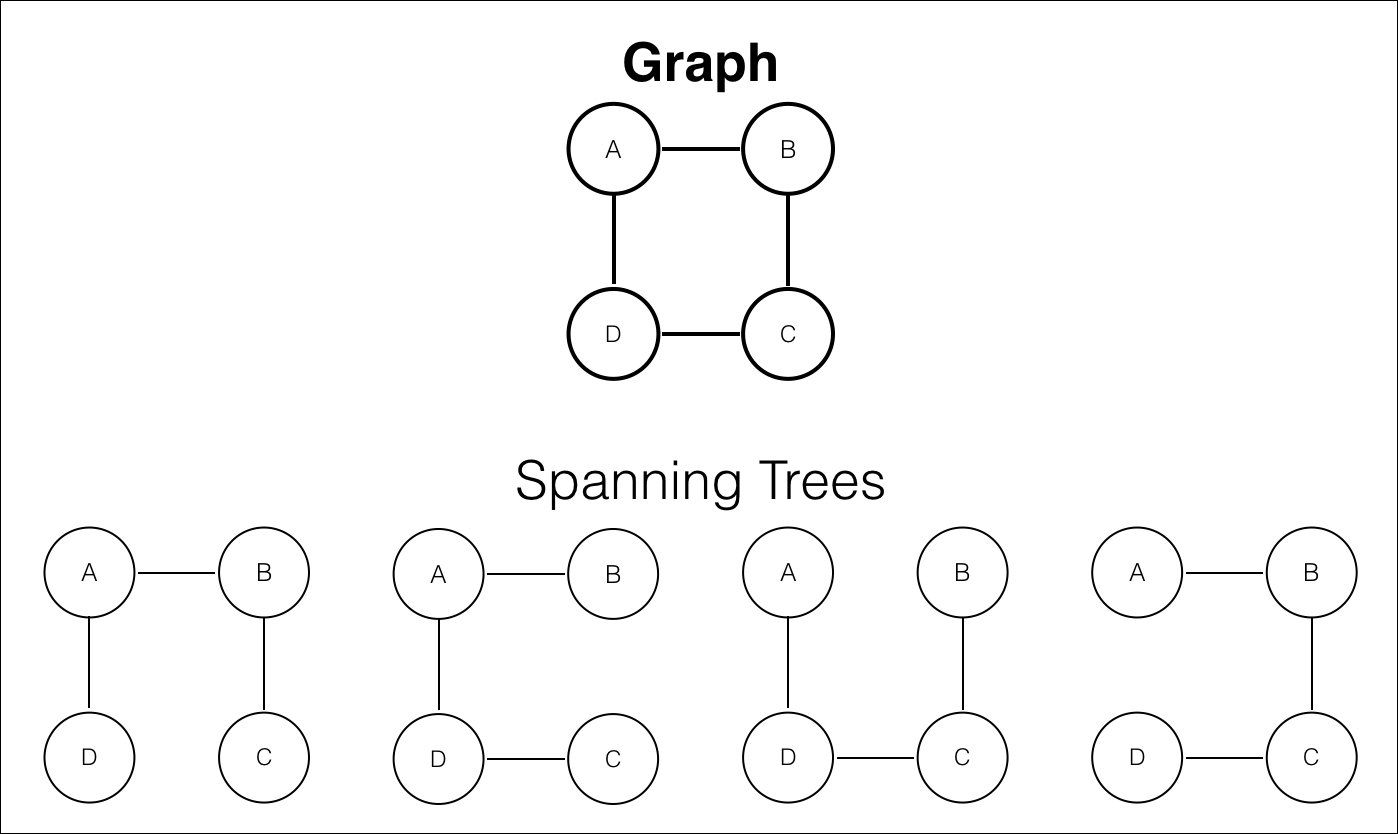 Graph
A B
D C
Spanning Trees
A B A B A B A B
D C D C D C D C